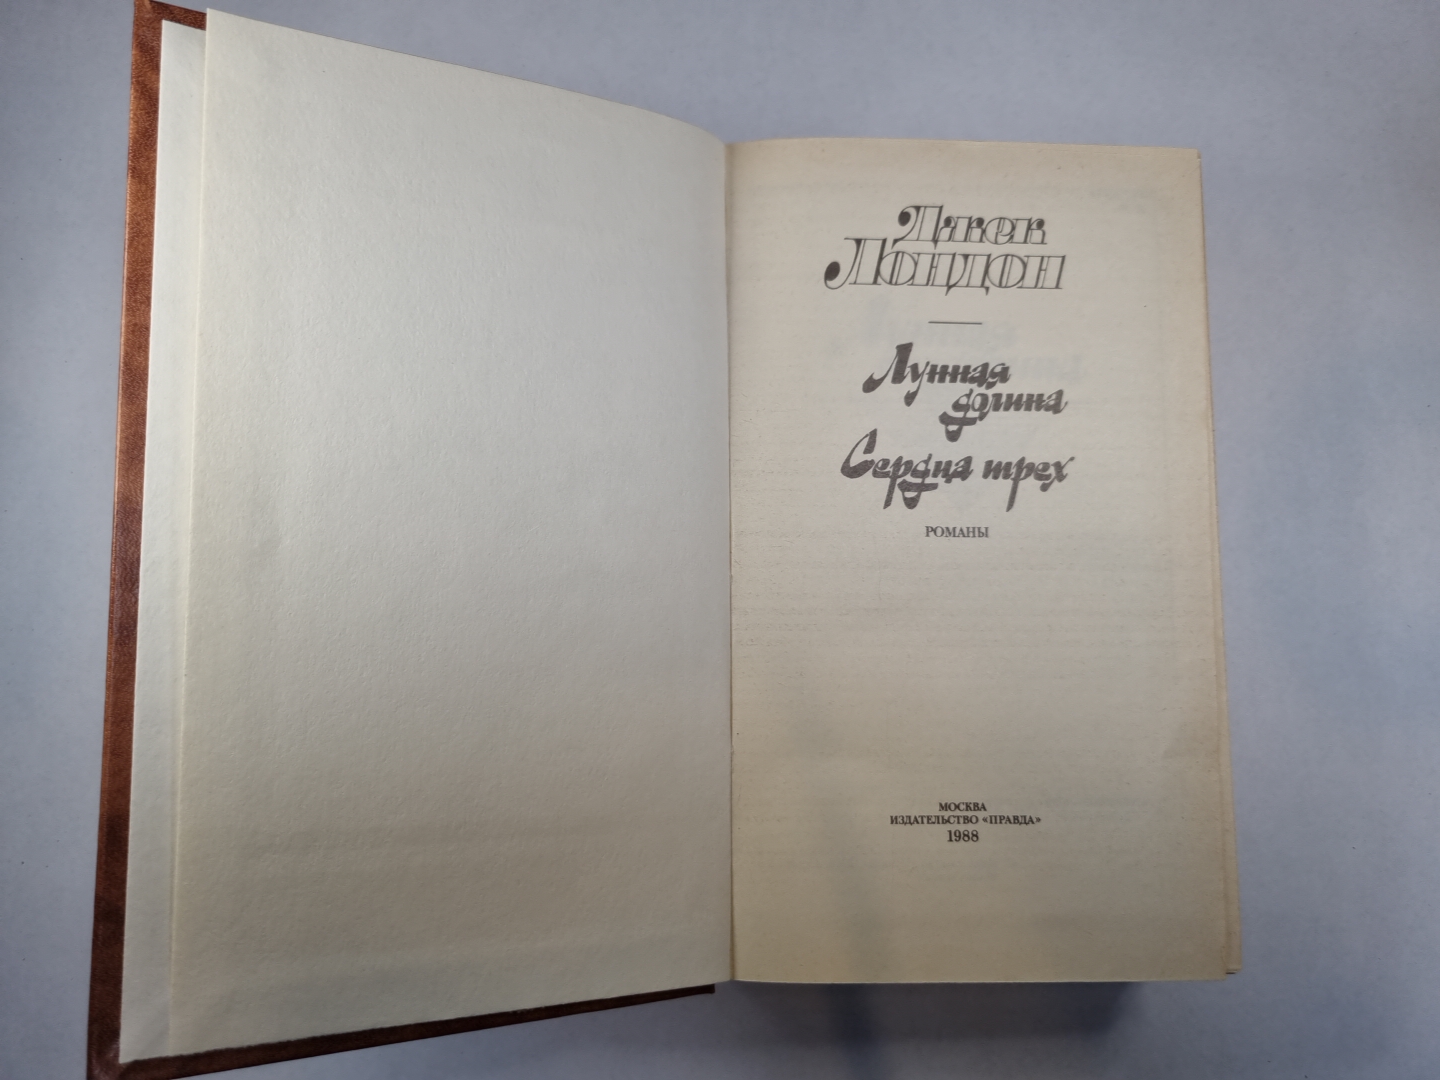 Джек
Лондон
Лунная
долина
Сердца трех
РОМАНЫ
МОСКВА
ИЗДАТЕЛЬСТВО «ПРАВДА»
1988